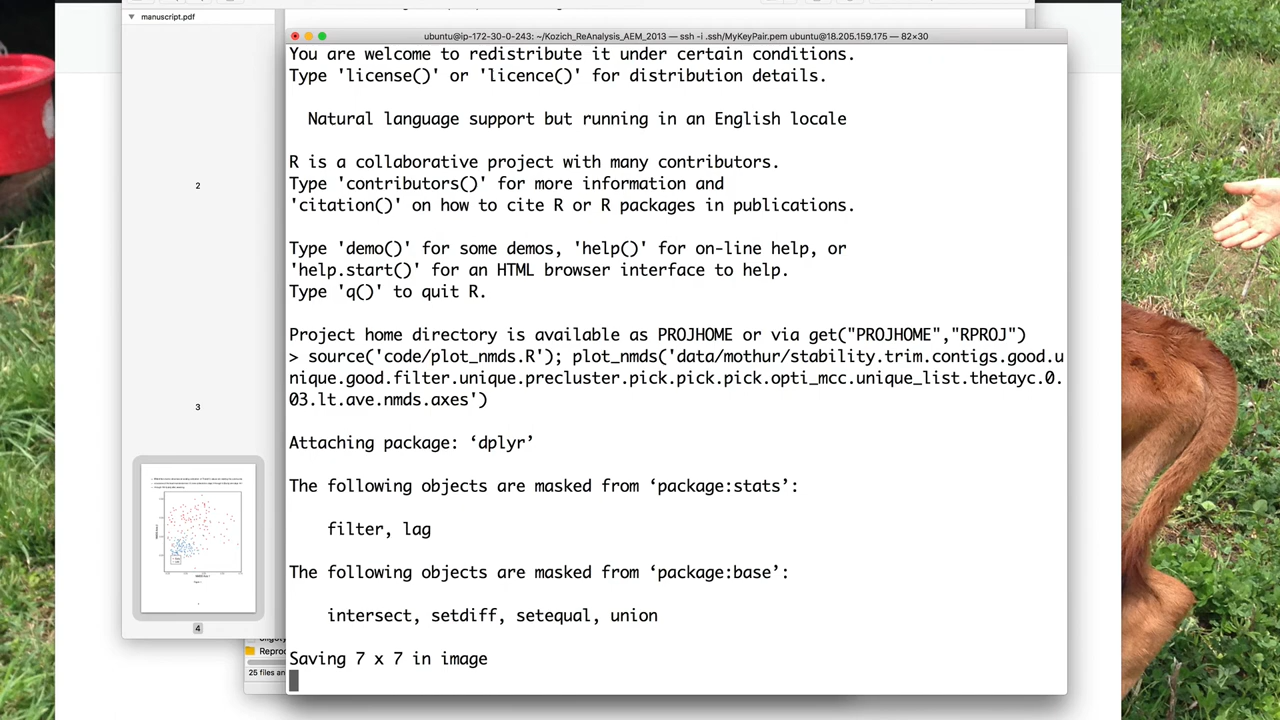 manuscript.pdf
ubuntu@ip-172-30-0-243: ~/Kozich_ReAnalysis_AEM_2013 — ssh -i .ssh/MyKeyPair.pem ubuntu@18.205.159.175 — 82×30
You are welcome to redistribute it under certain conditions.
Type 'license()' or 'licence()' for distribution details.
Natural language support but running in an English locale
R is a collaborative project with many contributors.
Type 'contributors()' for more information and
'citation()' on how to cite R or R packages in publications.
Type 'demo()' for some demos, 'help()' for on-line help, or
'help.start()' for an HTML browser interface to help.
Type 'q()' to quit R.
Project home directory is available as PROJHOME or via get("PROJHOME","RPROJ")
> source('code/plot_nmds.R'); plot_nmds('data/mothur/stability.trim.contigs.good.u
nique.good.filter.unique.precluster.pick.pick.pick.opti_mcc.unique_list.thetayc.0.
03.lt.ave.nmds.axes')
Attaching package: ‘dplyr’
The following objects are masked from ‘package:stats’:
filter, lag
The following objects are masked from ‘package:base’:
intersect, setdiff, setequal, union
Saving 7 x 7 in image
2
3
4
Reproc
25 files an